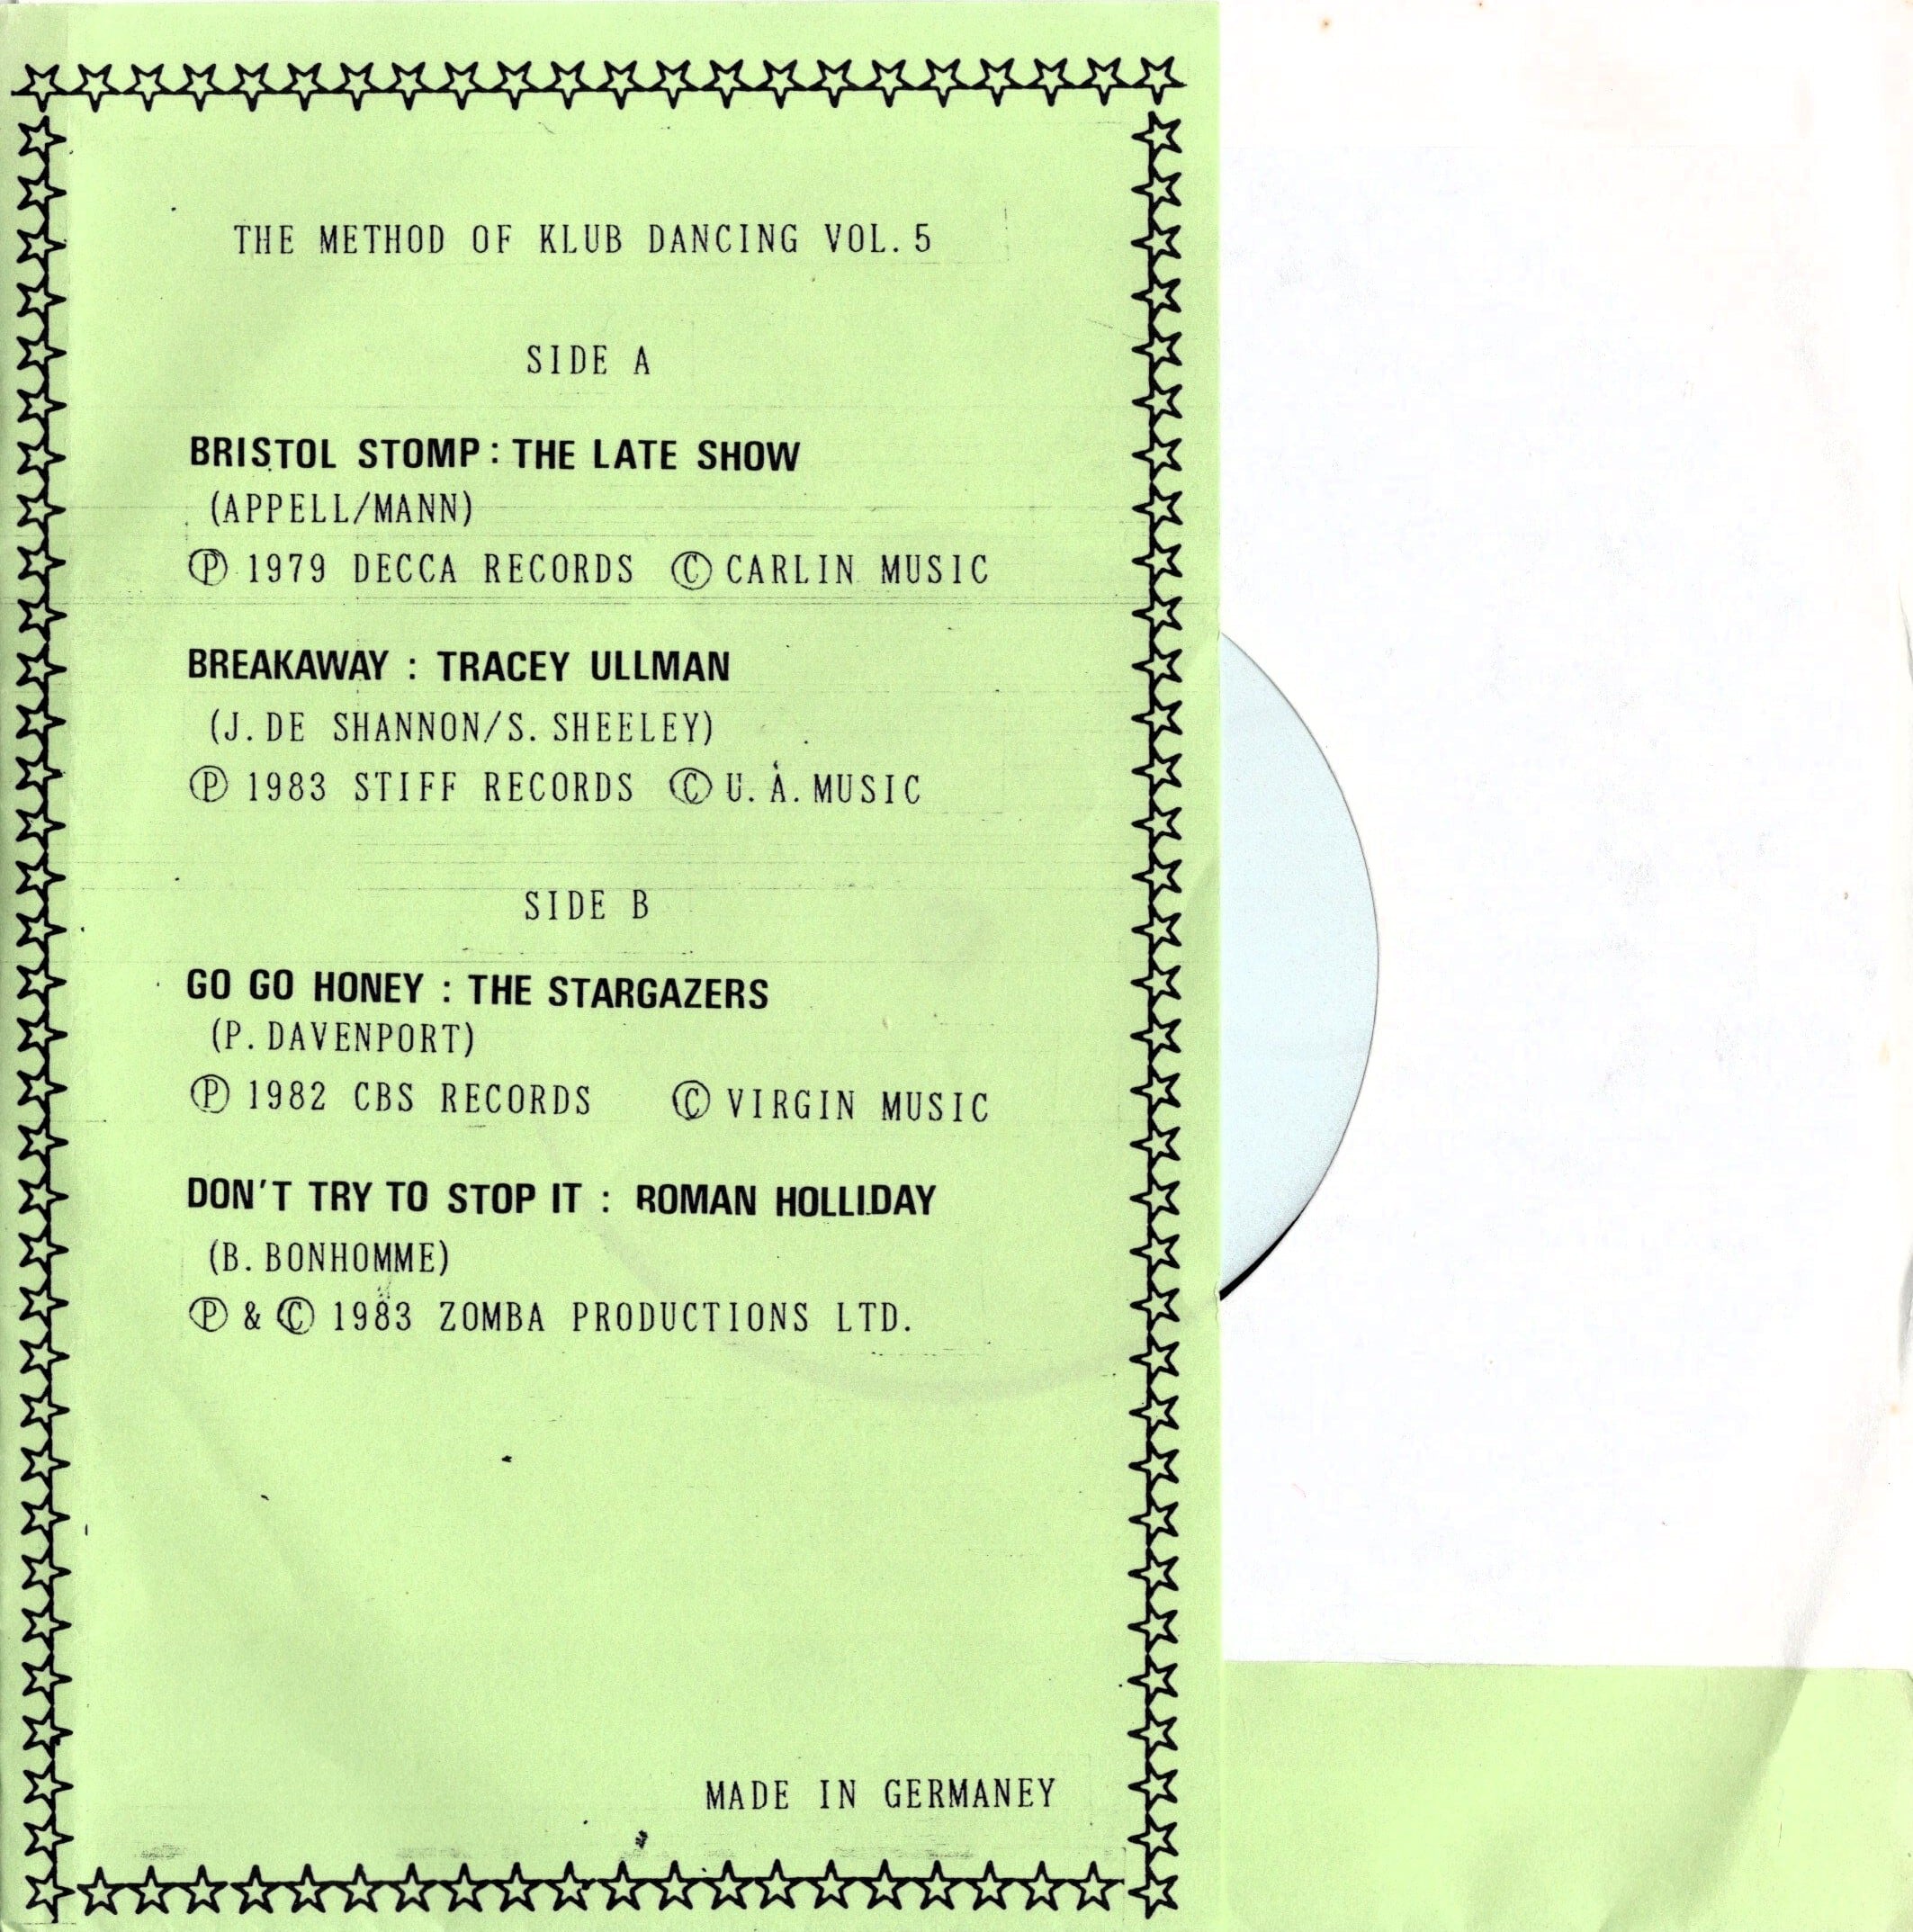 THE METHOD OF KLUB DANCING VOL. 5
SIDE A
BRISTOL STOMP : THE LATE SHOW
(APPELL/MANN)
Ⓟ 1979 DECCA RECORDS © CARLIN MUSIC
BREAKAWAY : TRACEY ULLMAN
(J. DE SHANNON/S. SHEELEY)
Ⓟ 1983 STIFF RECORDS © U. A. MUSIC
SIDE B
GO GO HONEY : THE STARGAZERS
(P. DAVENPORT)
Ⓟ 1982 CBS RECORDS © VIRGIN MUSIC
DON'T TRY TO STOP IT : ROMAN HOLLIDAY
(B. BONHOMME)
Ⓟ & © 1983 ZOMBA PRODUCTIONS LTD.
MADE IN GERMANEY